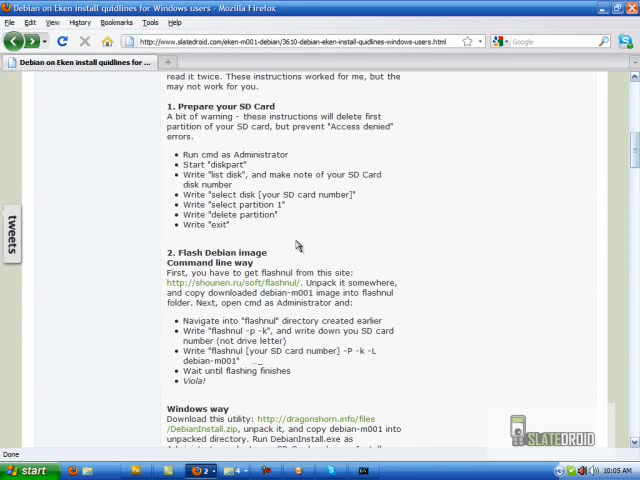 Debian on Eken install quidlines for Windows users - Mozilla Firefox
File Edit View History Bookmarks Tools Help
http://www.slatedroid.com/eken-m001-debian/3610-debian-eken-install-quidlines-windows-users.html
Google
Debian on Eken install quidlines for ...
read it twice. These instructions worked for me, but the
may not work for you.
1. Prepare your SD Card
A bit of warning - these instructions will delete first
partition of your SD card, but prevent "Access denied"
errors.
Run cmd as Administrator
Start "diskpart"
Write "list disk", and make note of your SD Card
disk number
Write "select disk [your SD card number]"
Write "select partition 1"
Write "delete partition"
Write "exit"
tweets
2. Flash Debian image
Command line way
First, you have to get flashnul from this site:
http://shounen.ru/soft/flashnul/. Unpack it somewhere,
and copy downloaded debian-m001 image into flashnul
folder. Next, open cmd as Administrator and:
Navigate into "flashnul" directory created earlier
Write "flashnul -p -k", and write down you SD card
number (not drive letter)
Write "flashnul [your SD card number] -P -k -L
debian-m001"
Wait until flashing finishes
Viola!
Windows way
Download this utility: http://dragonshorn.info/files
/DebianInstall.zip, unpack it, and copy debian-m001 into
unpacked directory. Run DebianInstall.exe as
SLATEDROID
Done
start
2
4
10:05 AM